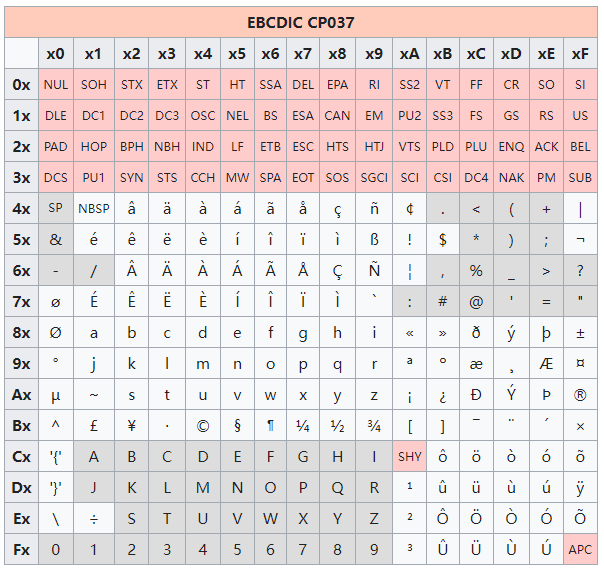 EBCDIC CP037
x0 x1 x2 x3 x4 x5 x6 x7 x8 x9 xA xB xC xD xE xF
0x NUL SOH STX ETX ST HT SSA DEL EPA RI SS2 VT FF CR SO SI
1x DLE DC1 DC2 DC3 OSC NEL BS ESA CAN EM PU2 SS3 FS GS RS US
2x PAD HOP BPH NBH IND LF ETB ESC HTS HTJ VTS PLD PLU ENQ ACK BEL
3x DCS PU1 SYN STS CCH MW SPA EOT SOS SGCI SCI CSI DC4 NAK PM SUB
4x SP NBSP â ä à á ã å ç ñ ¢ . < ( + |
5x & é ê ë è í î ï ì ß ! $ * ) ; ¬
6x - / Â Ä À Á Ã Å Ç Ñ ¦ , % _ > ?
7x ø É Ê Ë È Í Î Ï Ì ` : # @ ' = "
8x Ø a b c d e f g h i « » ð ý þ ±
9x ° j k l m n o p q r ª º æ ¸ Æ ¤
Ax µ ~ s t u v w x y z ¡ ¿ Ð Ý Þ ®
Bx ^ £ ¥ · © § ¶ ¼ ½ ¾ [ ] ¯ ¨ ´ ×
Cx '{' A B C D E F G H I SHY ô ö ò ó õ
Dx '}' J K L M N O P Q R ¹ û ü ù ú ÿ
Ex \ ÷ S T U V W X Y Z ² Ô Ö Ò Ó Õ
Fx 0 1 2 3 4 5 6 7 8 9 ³ Û Ü Ù Ú APC